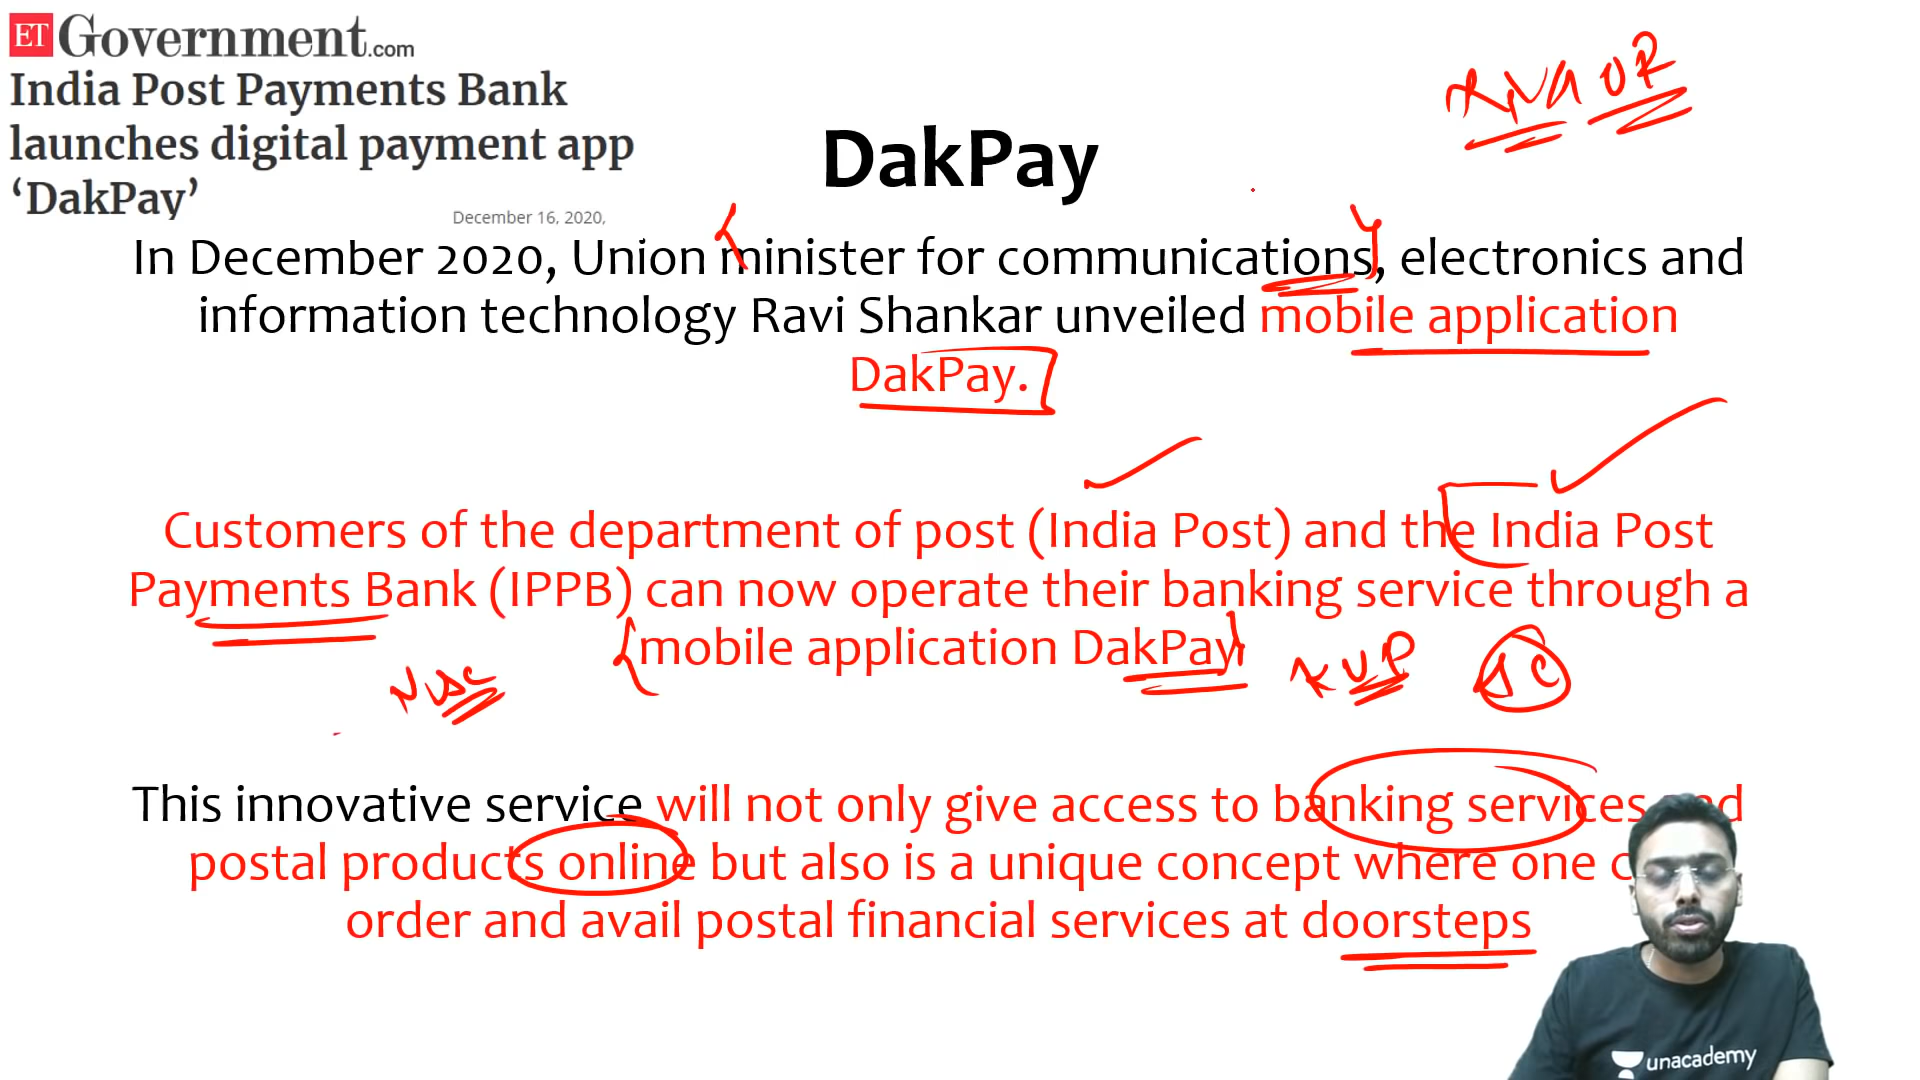 ET Government.com
India Post Payments Bank
launches digital payment app
‘DakPay’
December 16, 2020,
DakPay
In December 2020, Union minister for communications, electronics and
information technology Ravi Shankar unveiled mobile application
DakPay.
Customers of the department of post (India Post) and the India Post
Payments Bank (IPPB) can now operate their banking service through a
mobile application DakPay
NSC
KVP
This innovative service will not only give access to banking services and
postal products online but also is a unique concept where one
order and avail postal financial services at doorsteps
unacademy